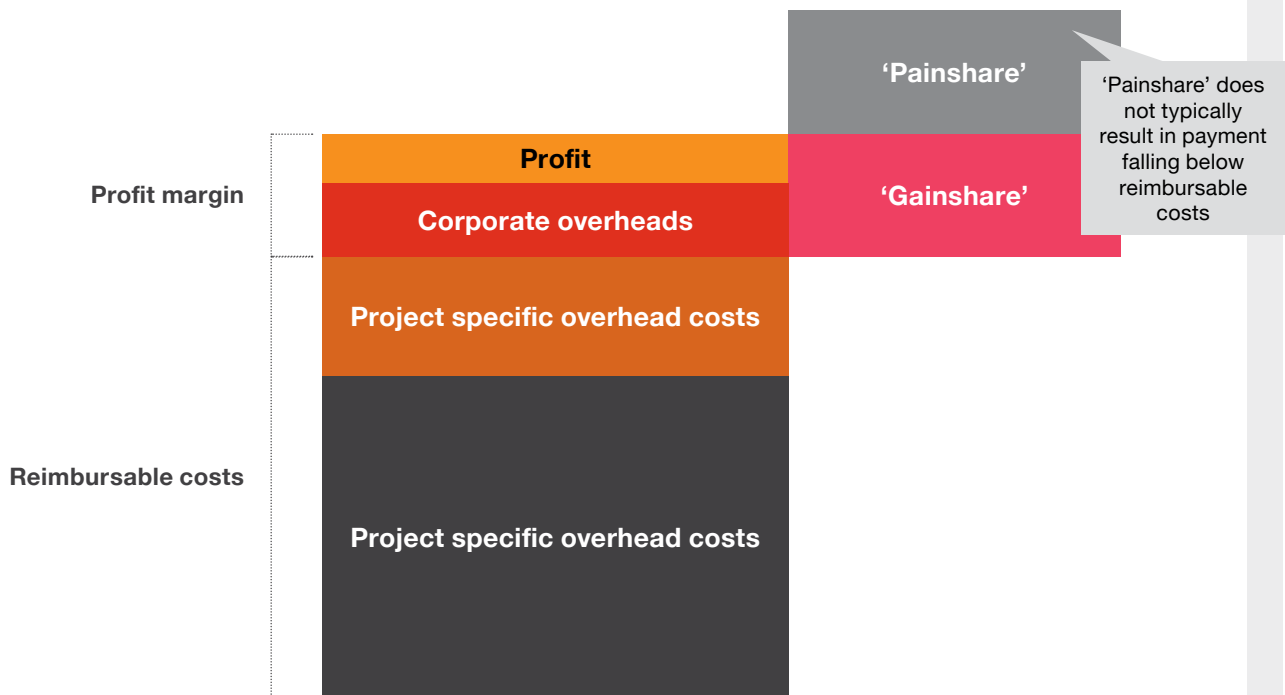 ‘Painshare’
‘Painshare’ does
not typically
result in payment
falling below
reimbursable
costs
Profit
Profit margin
‘Gainshare’
Corporate overheads
Project specific overhead costs
Reimbursable costs
Project specific overhead costs